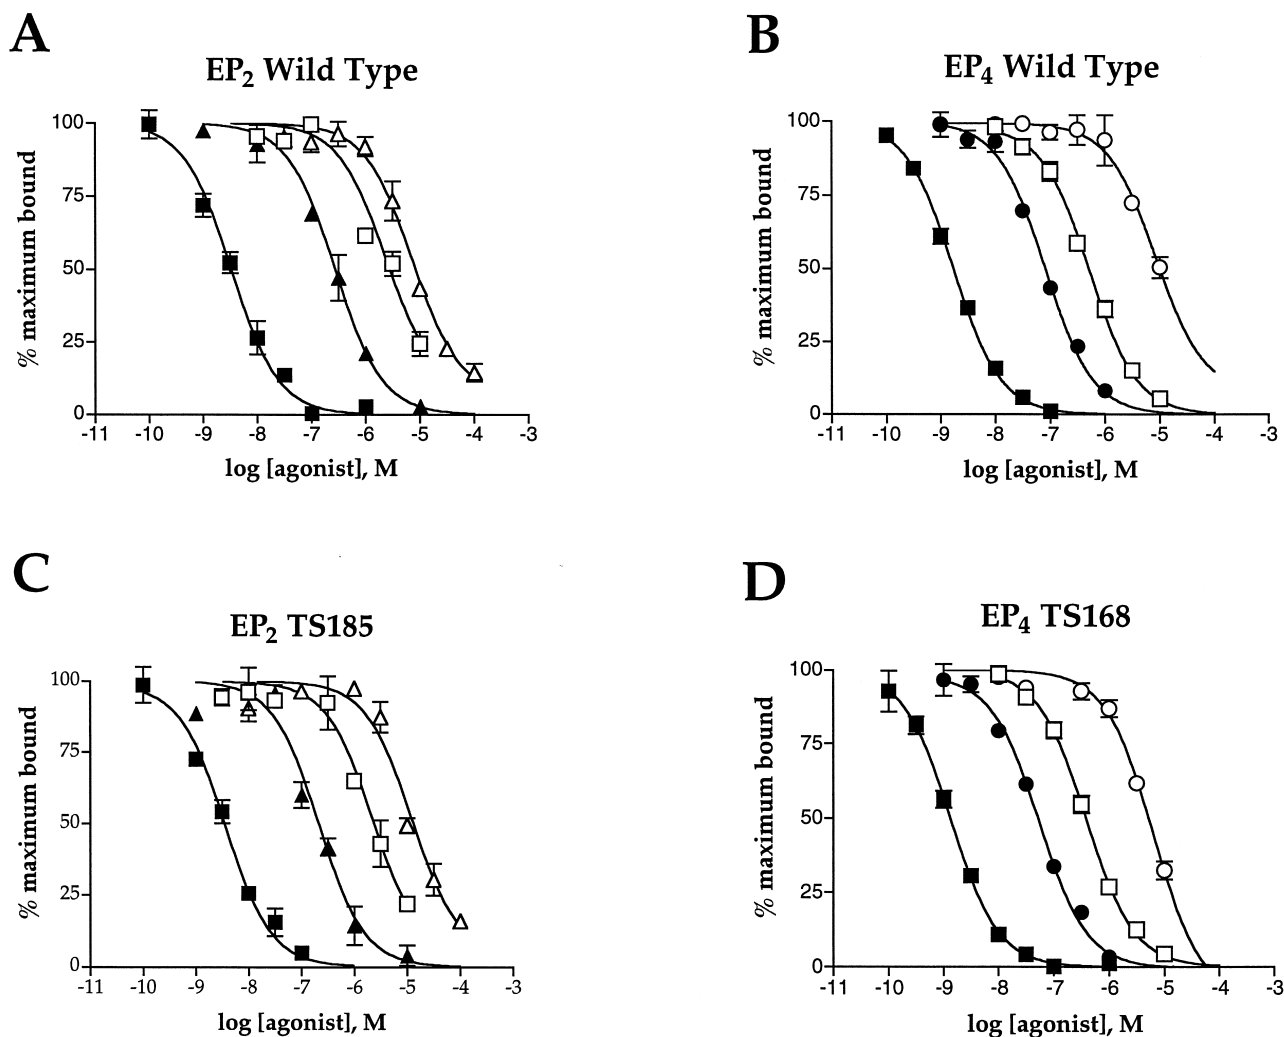 A
EP2 Wild Type
% maximum bound
100
75
50
25
0
-11 -10 -9 -8 -7 -6 -5 -4 -3
log [agonist], M
B
EP4 Wild Type
% maximum bound
100
75
50
25
0
-11 -10 -9 -8 -7 -6 -5 -4 -3
log [agonist], M
C
EP2 TS185
% maximum bound
100
75
50
25
0
-11 -10 -9 -8 -7 -6 -5 -4 -3
log [agonist], M
D
EP4 TS168
% maximum bound
100
75
50
25
0
-11 -10 -9 -8 -7 -6 -5 -4 -3
log [agonist], M